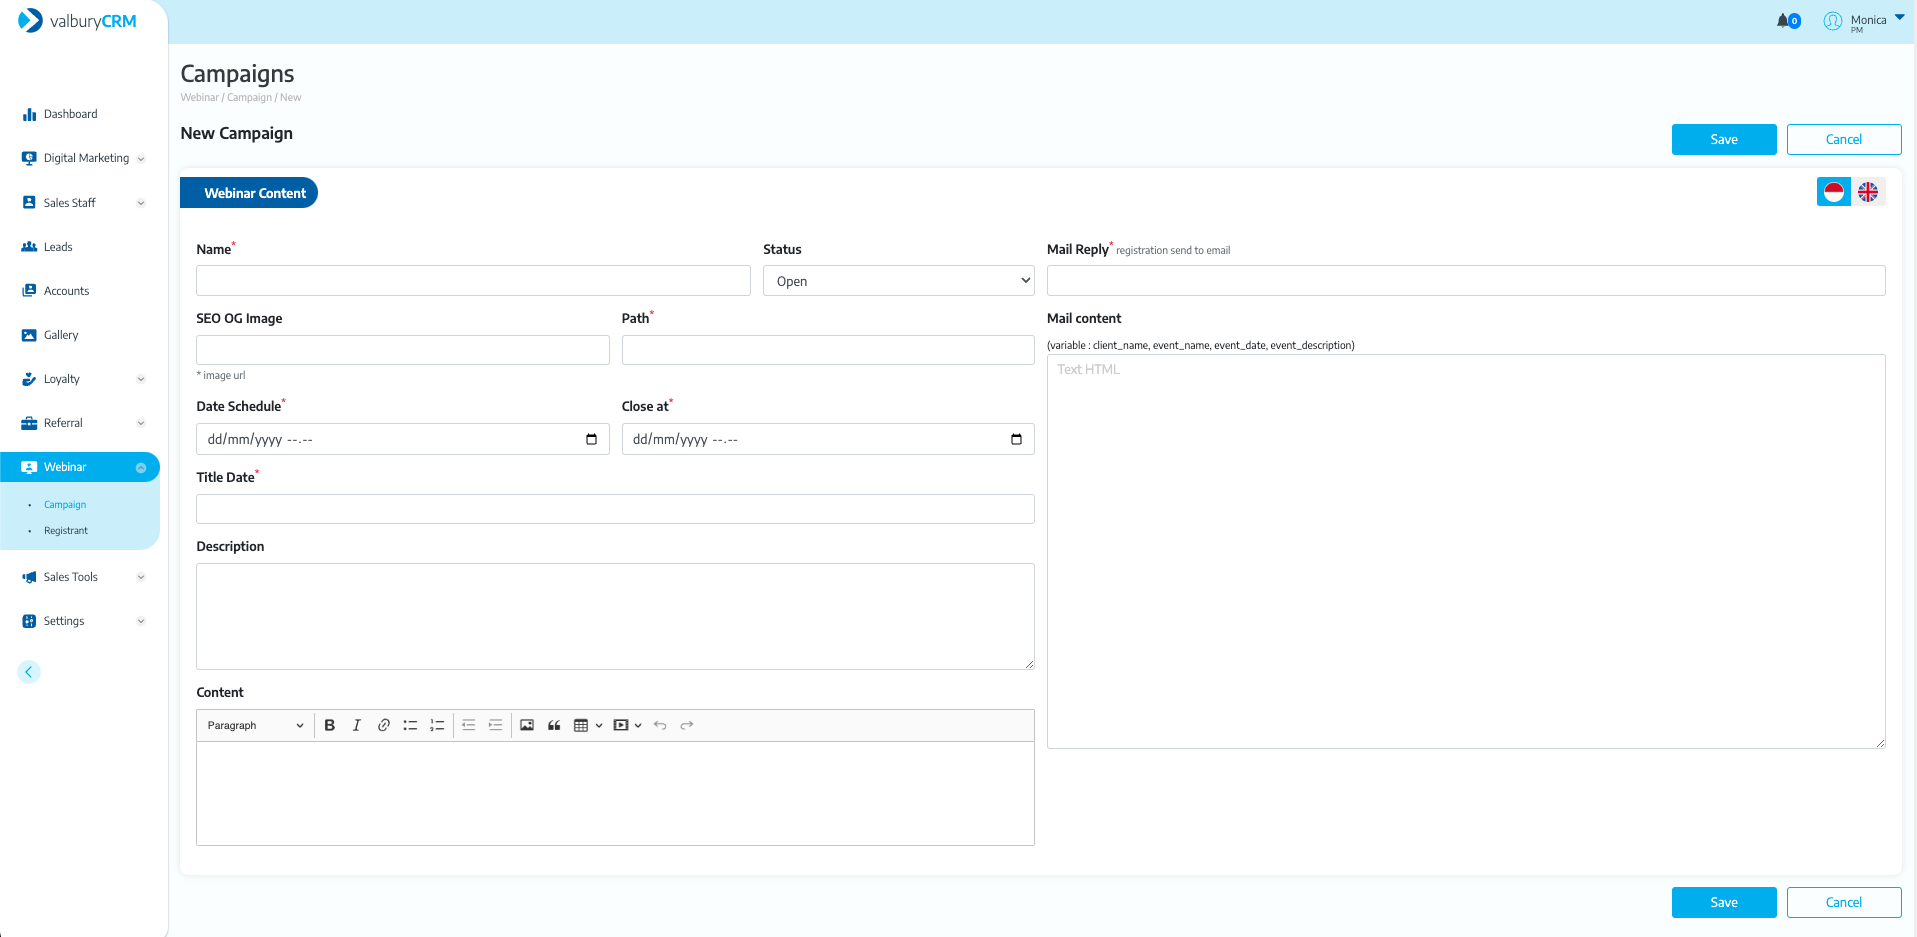 valburyCRM
0
Monica
PM
Dashboard
Digital Marketing
Sales Staff
Leads
Accounts
Gallery
Loyalty
Referral
Webinar
• Campaign
• Registrant
Sales Tools
Settings
Campaigns
Webinar / Campaign / New
New Campaign
Save
Cancel
Webinar Content
Name*
Status
Open
SEO OG Image
* image url
Path*
Date Schedule*
dd/mm/yyyy --.--
Close at*
dd/mm/yyyy --.--
Title Date*
Description
Content
Paragraph
B
I
Mail Reply* registration send to email
Mail content
(variable : client_name, event_name, event_date, event_description)
Text HTML
Save
Cancel